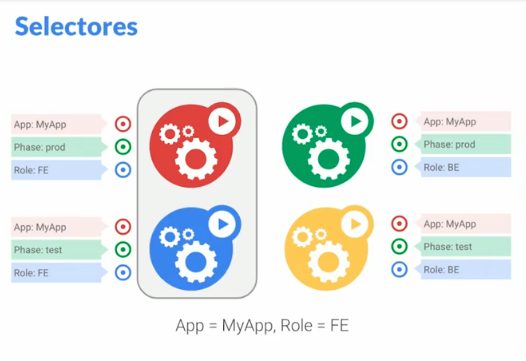 Selectores
App: MyApp
Phase: prod
Role: FE
App: MyApp
Phase: prod
Role: BE
App: MyApp
Phase: test
Role: FE
App: MyApp
Phase: test
Role: BE
App = MyApp, Role = FE